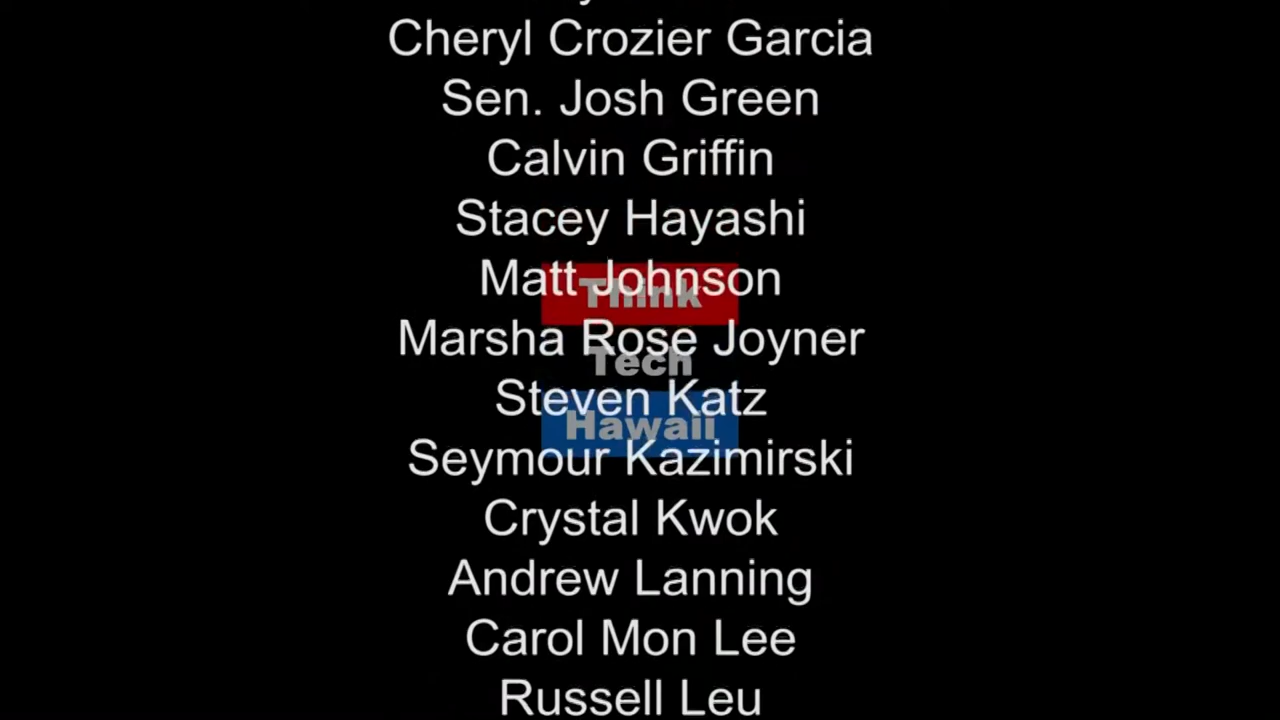 Cheryl Crozier Garcia
Sen. Josh Green
Calvin Griffin
Stacey Hayashi
Matt Johnson
Think
Marsha Rose Joyner
Tech
Steven Katz
Hawaii
Seymour Kazimirski
Crystal Kwok
Andrew Lanning
Carol Mon Lee
Russell Leu